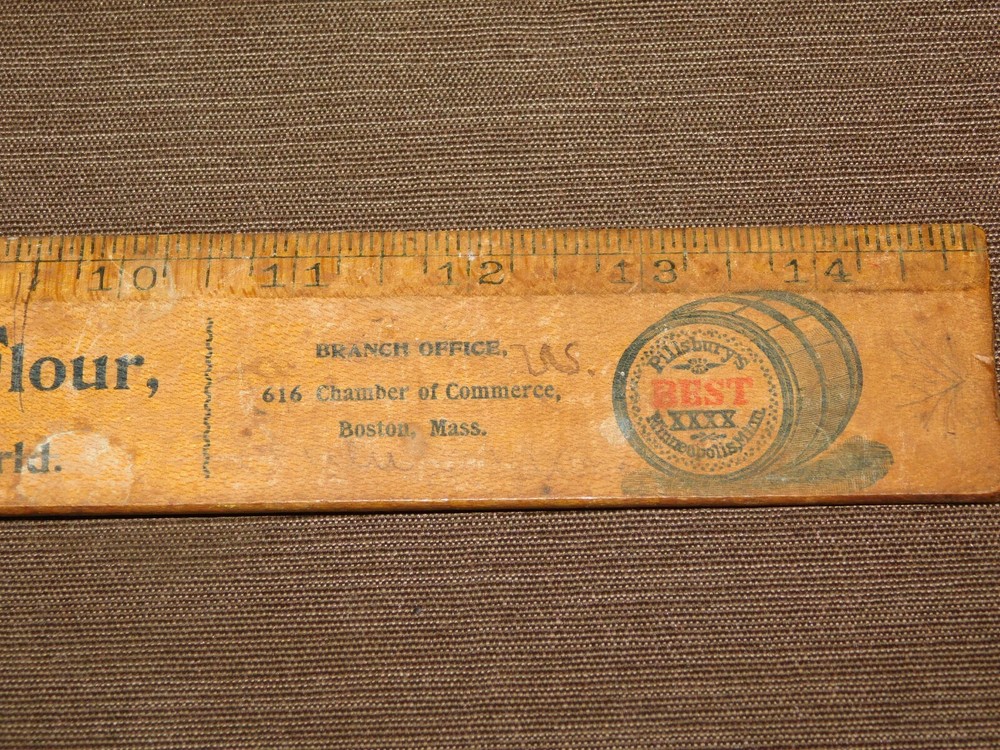 10 11 12 13 14
lour,
rld.
BRANCH OFFICE,
616 Chamber of Commerce,
Boston, Mass.
Pillsbury's
BEST
XXXX
Minneapolis, Minn.